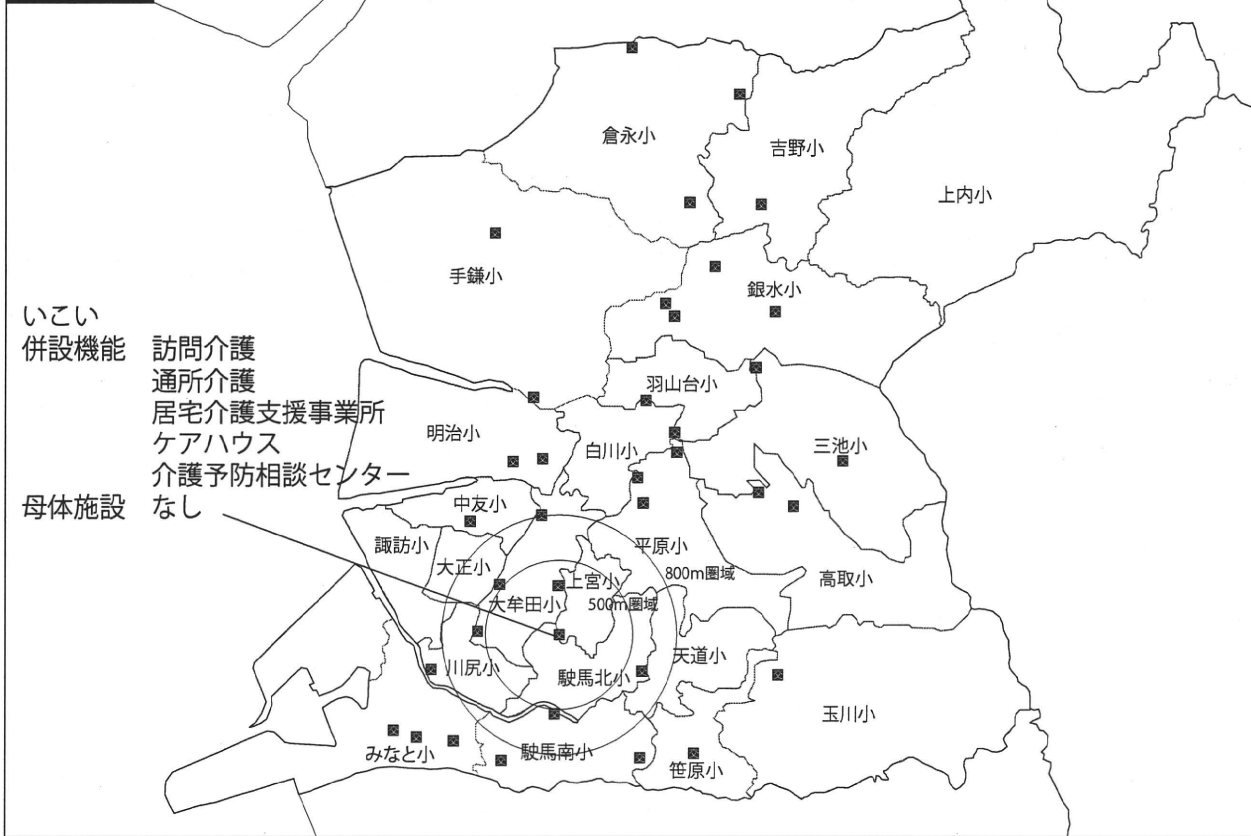 倉永小
吉野小
上内小
手鎌小
銀水小
いこい
併設機能 訪問介護
通所介護
居宅介護支援事業所
ケアハウス
介護予防相談センター
母体施設 なし
羽山台小
明治小
白川小
三池小
中友小
諏訪小
平原小
大正小
800m圏域
高取小
上官小
大牟田小
500m圏域
川尻小
天道小
駛馬北小
玉川小
みなと小
駛馬南小
笹原小